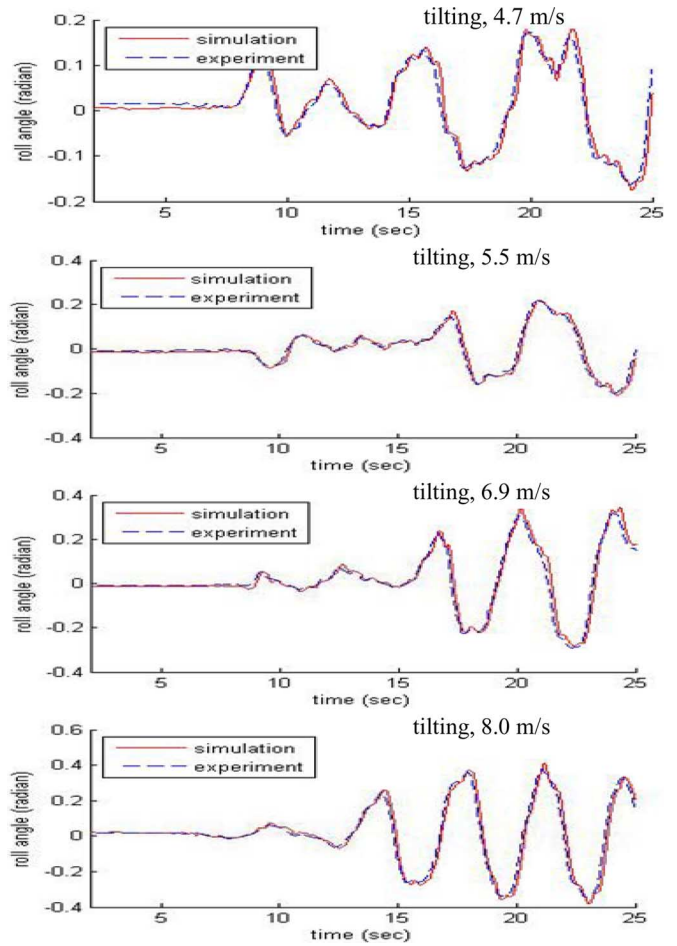 tilting, 4.7 m/s
simulation
experiment
roll angle (radian)
0.2
0.1
0
-0.1
-0.2
5 10 15 20 25
time (sec)
tilting, 5.5 m/s
simulation
experiment
roll angle (radian)
0.4
0.2
0
-0.2
-0.4
5 10 15 20 25
time (sec)
tilting, 6.9 m/s
simulation
experiment
roll angle (radian)
0.4
0.2
0
-0.2
-0.4
5 10 15 20 25
time (sec)
tilting, 8.0 m/s
simulation
experiment
roll angle (radian)
0.6
0.4
0.2
0
-0.2
-0.4
5 10 15 20 25
time (sec)